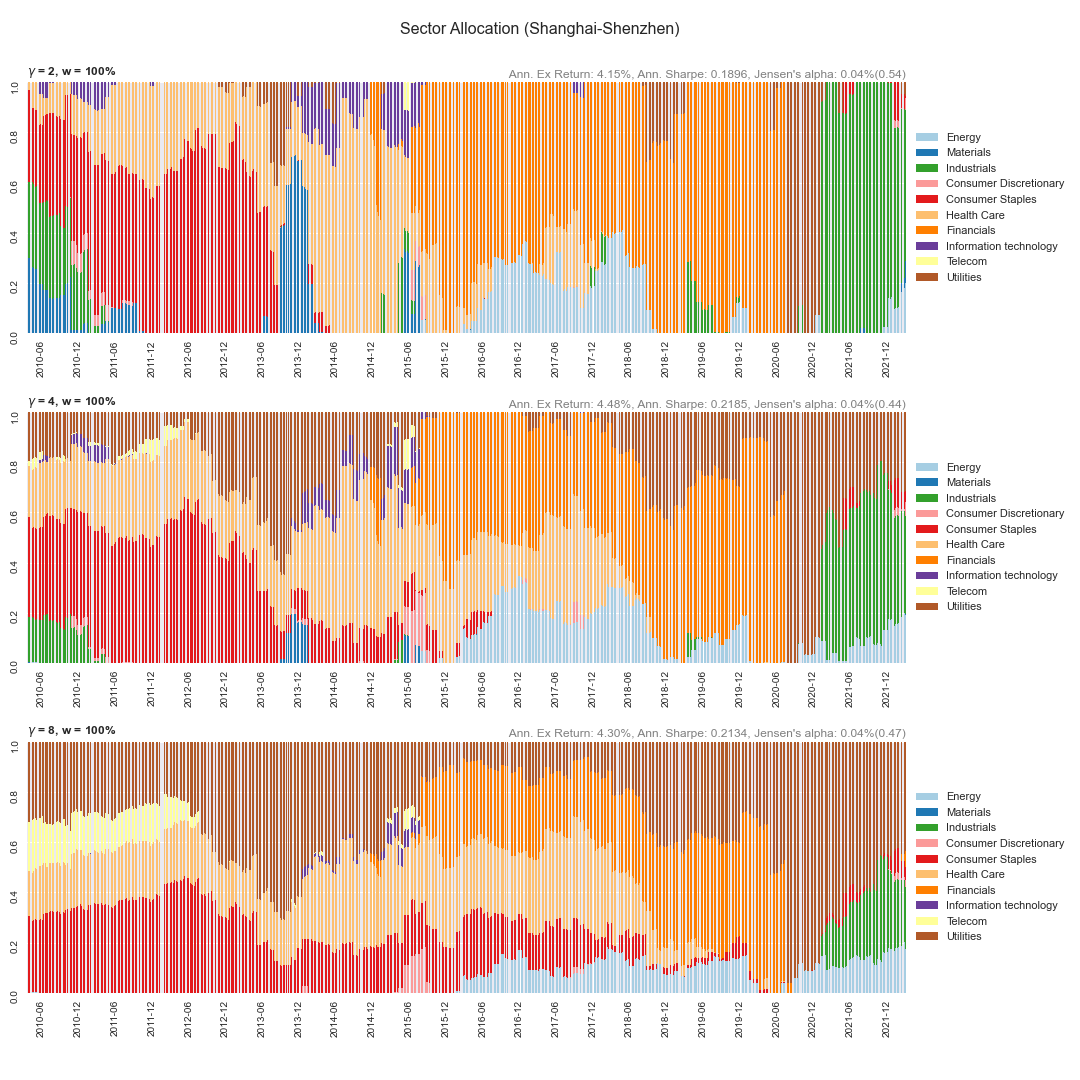 Sector Allocation (Shanghai-Shenzhen)
γ = 2, w = 100%
Ann. Ex Return: 4.15%, Ann. Sharpe: 0.1896, Jensen's alpha: 0.04%(0.54)
1.0
0.8
0.6
0.4
0.2
0.0
2010-06 2010-12 2011-06 2011-12 2012-06 2012-12 2013-06 2013-12 2014-06 2014-12 2015-06 2015-12 2016-06 2016-12 2017-06 2017-12 2018-06 2018-12 2019-06 2019-12 2020-06 2020-12 2021-06 2021-12
Energy
Materials
Industrials
Consumer Discretionary
Consumer Staples
Health Care
Financials
Information technology
Telecom
Utilities
γ = 4, w = 100%
Ann. Ex Return: 4.48%, Ann. Sharpe: 0.2185, Jensen's alpha: 0.04%(0.44)
1.0
0.8
0.6
0.4
0.2
0.0
2010-06 2010-12 2011-06 2011-12 2012-06 2012-12 2013-06 2013-12 2014-06 2014-12 2015-06 2015-12 2016-06 2016-12 2017-06 2017-12 2018-06 2018-12 2019-06 2019-12 2020-06 2020-12 2021-06 2021-12
Energy
Materials
Industrials
Consumer Discretionary
Consumer Staples
Health Care
Financials
Information technology
Telecom
Utilities
γ = 8, w = 100%
Ann. Ex Return: 4.30%, Ann. Sharpe: 0.2134, Jensen's alpha: 0.04%(0.47)
1.0
0.8
0.6
0.4
0.2
0.0
2010-06 2010-12 2011-06 2011-12 2012-06 2012-12 2013-06 2013-12 2014-06 2014-12 2015-06 2015-12 2016-06 2016-12 2017-06 2017-12 2018-06 2018-12 2019-06 2019-12 2020-06 2020-12 2021-06 2021-12
Energy
Materials
Industrials
Consumer Discretionary
Consumer Staples
Health Care
Financials
Information technology
Telecom
Utilities